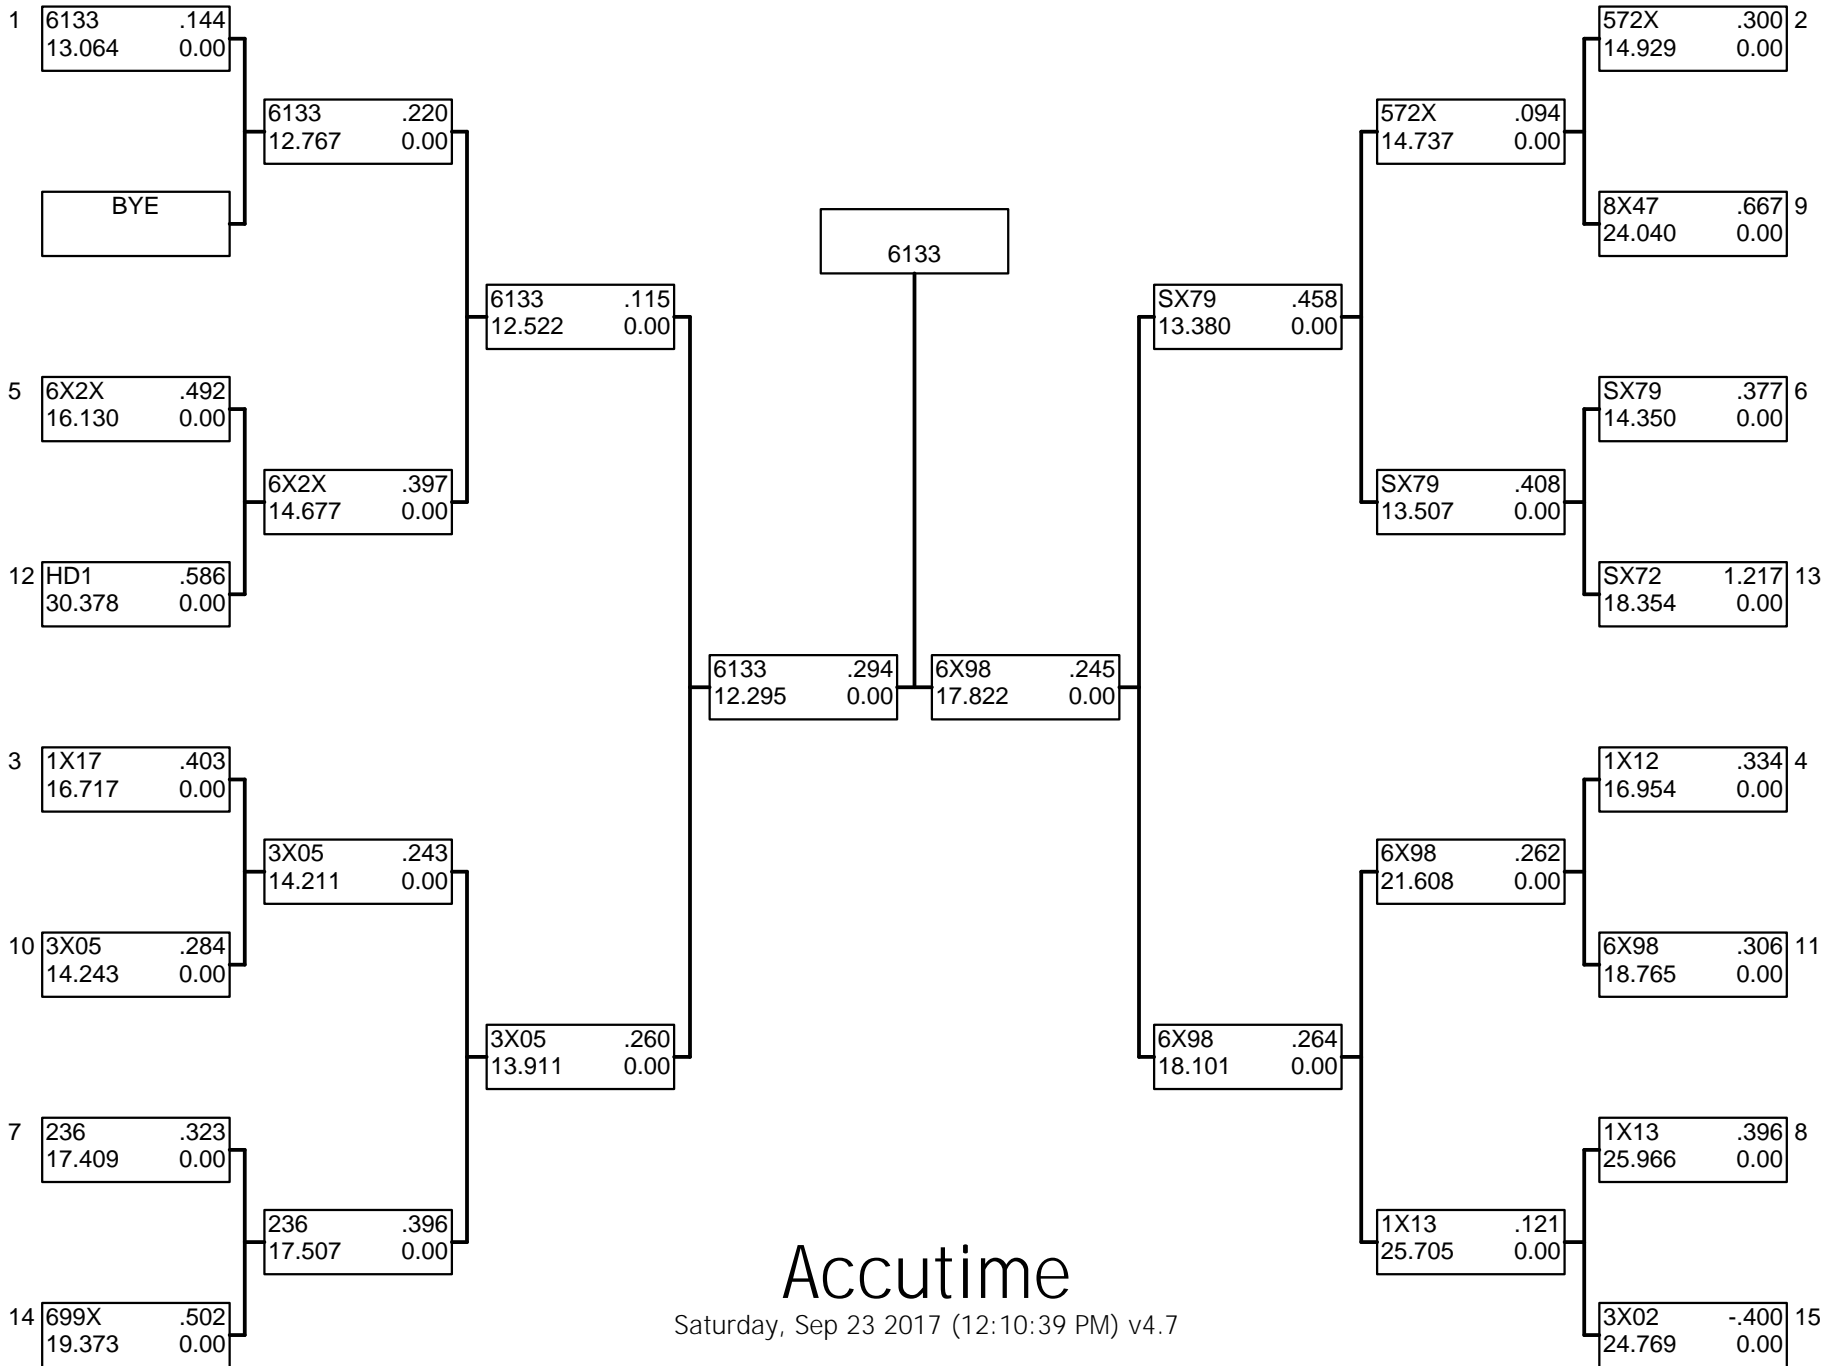 1 6133 .144
13.064 0.00
BYE
5 6X2X .492
16.130 0.00
12 HD1 .586
30.378 0.00
3 1X17 .403
16.717 0.00
10 3X05 .284
14.243 0.00
7 236 .323
17.409 0.00
14 699X .502
19.373 0.00
6133 .220
12.767 0.00
6X2X .397
14.677 0.00
3X05 .243
14.211 0.00
236 .396
17.507 0.00
6133 .115
12.522 0.00
3X05 .260
13.911 0.00
6133 .294
12.295 0.00
6133
6X98 .245
17.822 0.00
SX79 .458
13.380 0.00
6X98 .264
18.101 0.00
572X .094
14.737 0.00
SX79 .408
13.507 0.00
6X98 .262
21.608 0.00
1X13 .121
25.705 0.00
572X .300 2
14.929 0.00
8X47 .667 9
24.040 0.00
SX79 .377 6
14.350 0.00
SX72 1.217 13
18.354 0.00
1X12 .334 4
16.954 0.00
6X98 .306 11
18.765 0.00
1X13 .396 8
25.966 0.00
3X02 -.400 15
24.769 0.00
Accutime
Saturday, Sep 23 2017 (12:10:39 PM) v4.7